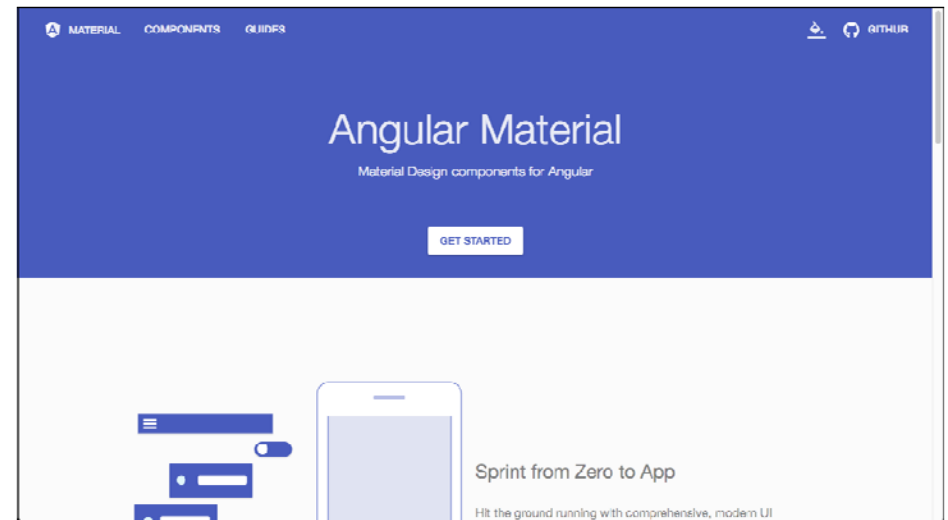 MATERIAL COMPONENTS GUIDES GITHUB
Angular Material
Material Design components for Angular
GET STARTED
Sprint from Zero to App
Hit the ground running with comprehensive, modern UI